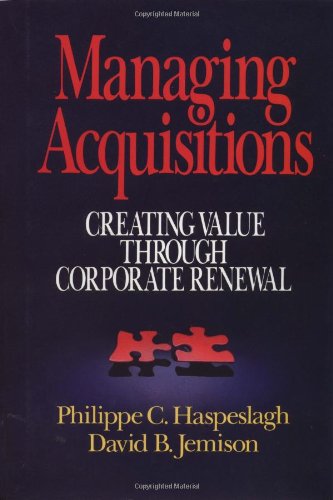 Managing
Acquisitions
CREATING VALUE
THROUGH
CORPORATE RENEWAL
Philippe C. Haspeslagh
David B. Jemison